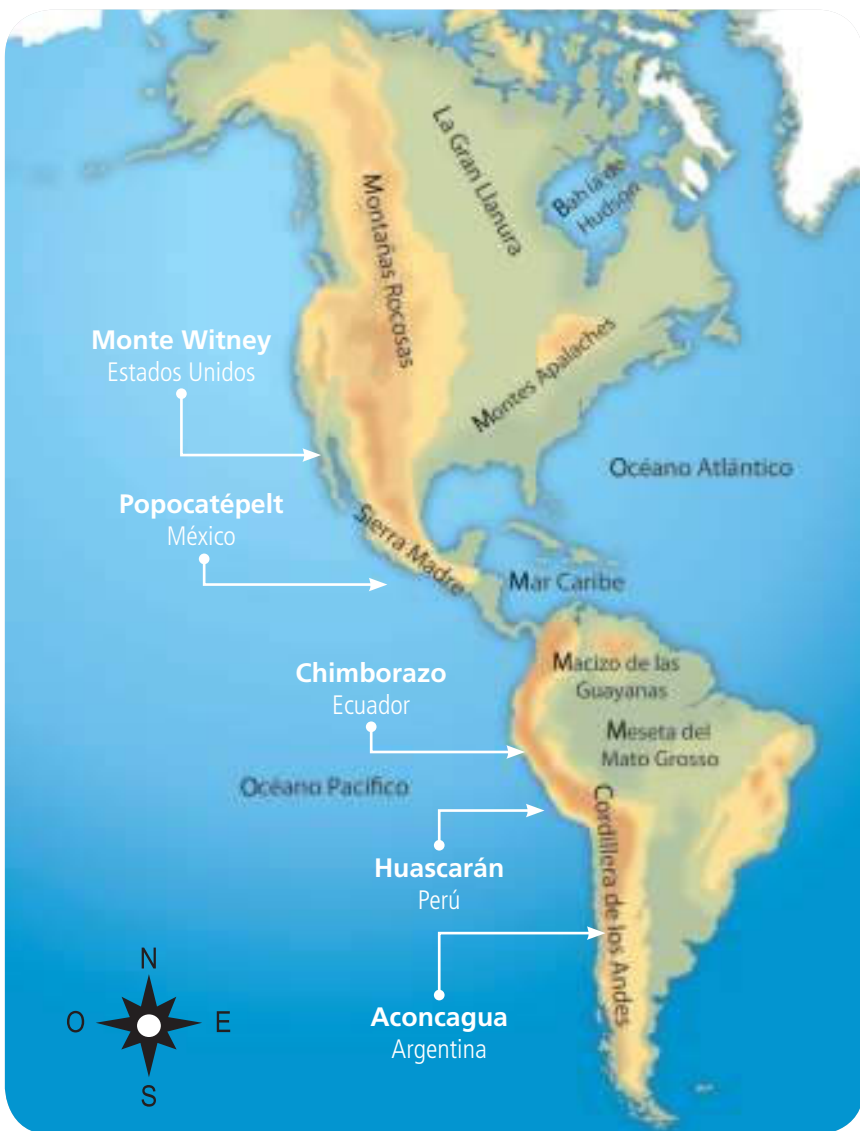 La Gran Llanura
Bahía de
Hudson
Montañas Rocosas
Monte Witney
Estados Unidos
Montes Apalaches
Océano Atlántico
Popocatépelt
México
Sierra Madre
Mar Caribe
Chimborazo
Ecuador
Macizo de las
Guayanas
Meseta del
Mato Grosso
Océano Pacífico
Cordillera de los Andes
Huascarán
Perú
Aconcagua
Argentina
N
O
E
S